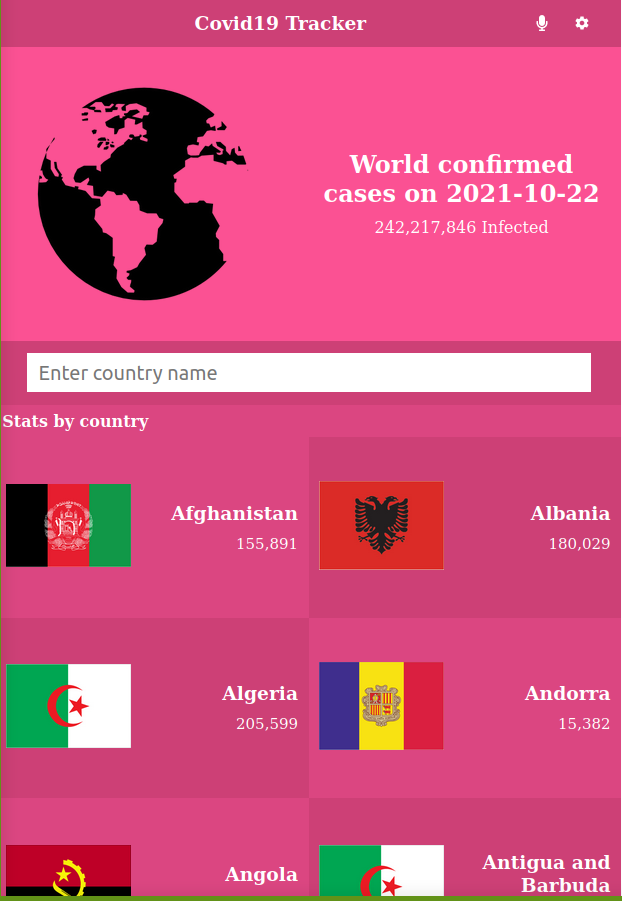 Covid19 Tracker
World confirmed
cases on 2021-10-22
242,217,846 Infected
Enter country name
Stats by country
Afghanistan
155,891
Albania
180,029
Algeria
205,599
Andorra
15,382
Angola
Antigua and
Barbuda